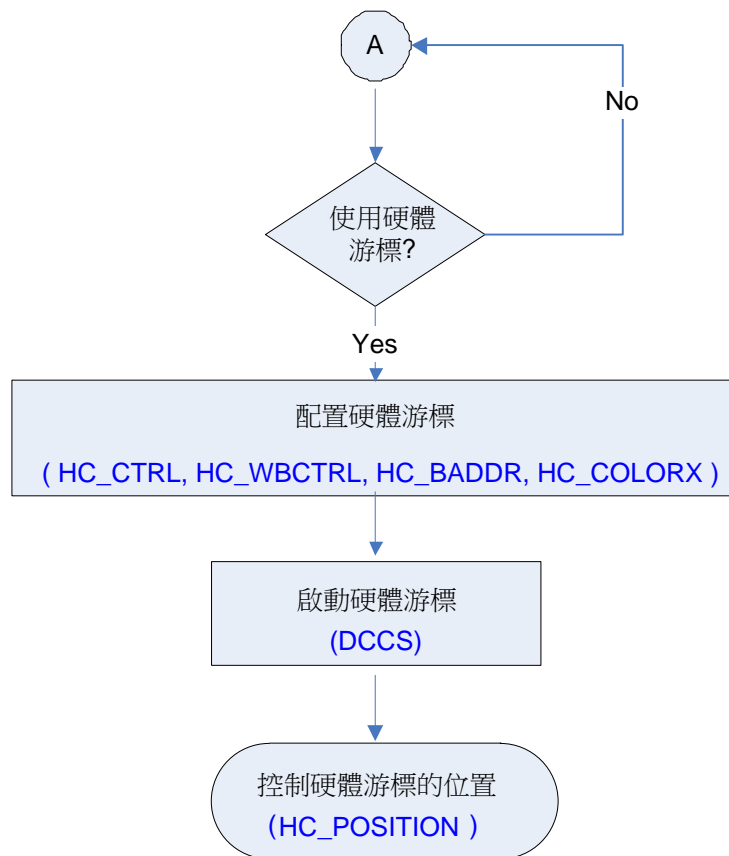 A
No
使用硬體
游標?
Yes
配置硬體游標
( HC_CTRL, HC_WBCTRL, HC_BADDR, HC_COLORX )
啟動硬體游標
(DCCS)
控制硬體游標的位置
(HC_POSITION )